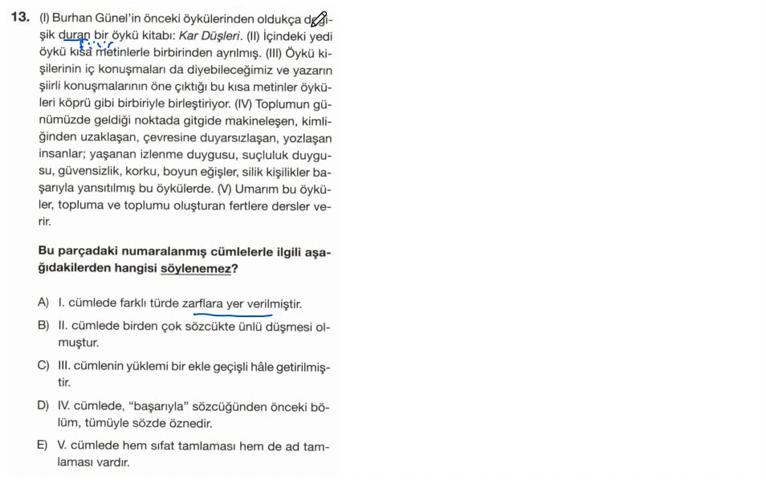 13. (I) Burhan Günel'in önceki öykülerinden oldukça deği-
şik duran bir öykü kitabı: Kar Düşleri. (II) İçindeki yedi
öykü kısa metinlerle birbirinden ayrılmış. (III) Öykü ki-
şilerinin iç konuşmaları da diyebileceğimiz ve yazarın
şiirli konuşmalarının öne çıktığı bu kısa metinler öykü-
leri köprü gibi birbiriyle birleştiriyor. (IV) Toplumun gü-
nümüzde geldiği noktada gitgide makineleşen, kimli-
ğinden uzaklaşan, çevresine duyarsızlaşan, yozlaşan
insanlar; yaşanan izlenme duygusu, suçluluk duygu-
su, güvensizlik, korku, boyun eğişler, silik kişilikler ba-
şarıyla yansıtılmış bu öykülerde. (V) Umarım bu öykü-
ler, topluma ve toplumu oluşturan fertlere dersler ve-
rir.
Bu parçadaki numaralanmış cümlelerle ilgili aşa-
ğıdakilerden hangisi söylenemez?
A) I. cümlede farklı türde zarflara yer verilmiştir.
B) II. cümlede birden çok sözcükte ünlü düşmesi ol-
muştur.
C) III. cümlenin yüklemi bir ekle geçişli hâle getirilmiş-
tir.
D) IV. cümlede, "başarıyla" sözcüğünden önceki bö-
lüm, tümüyle sözde öznedir.
E) V. cümlede hem sıfat tamlaması hem de ad tam-
laması vardır.